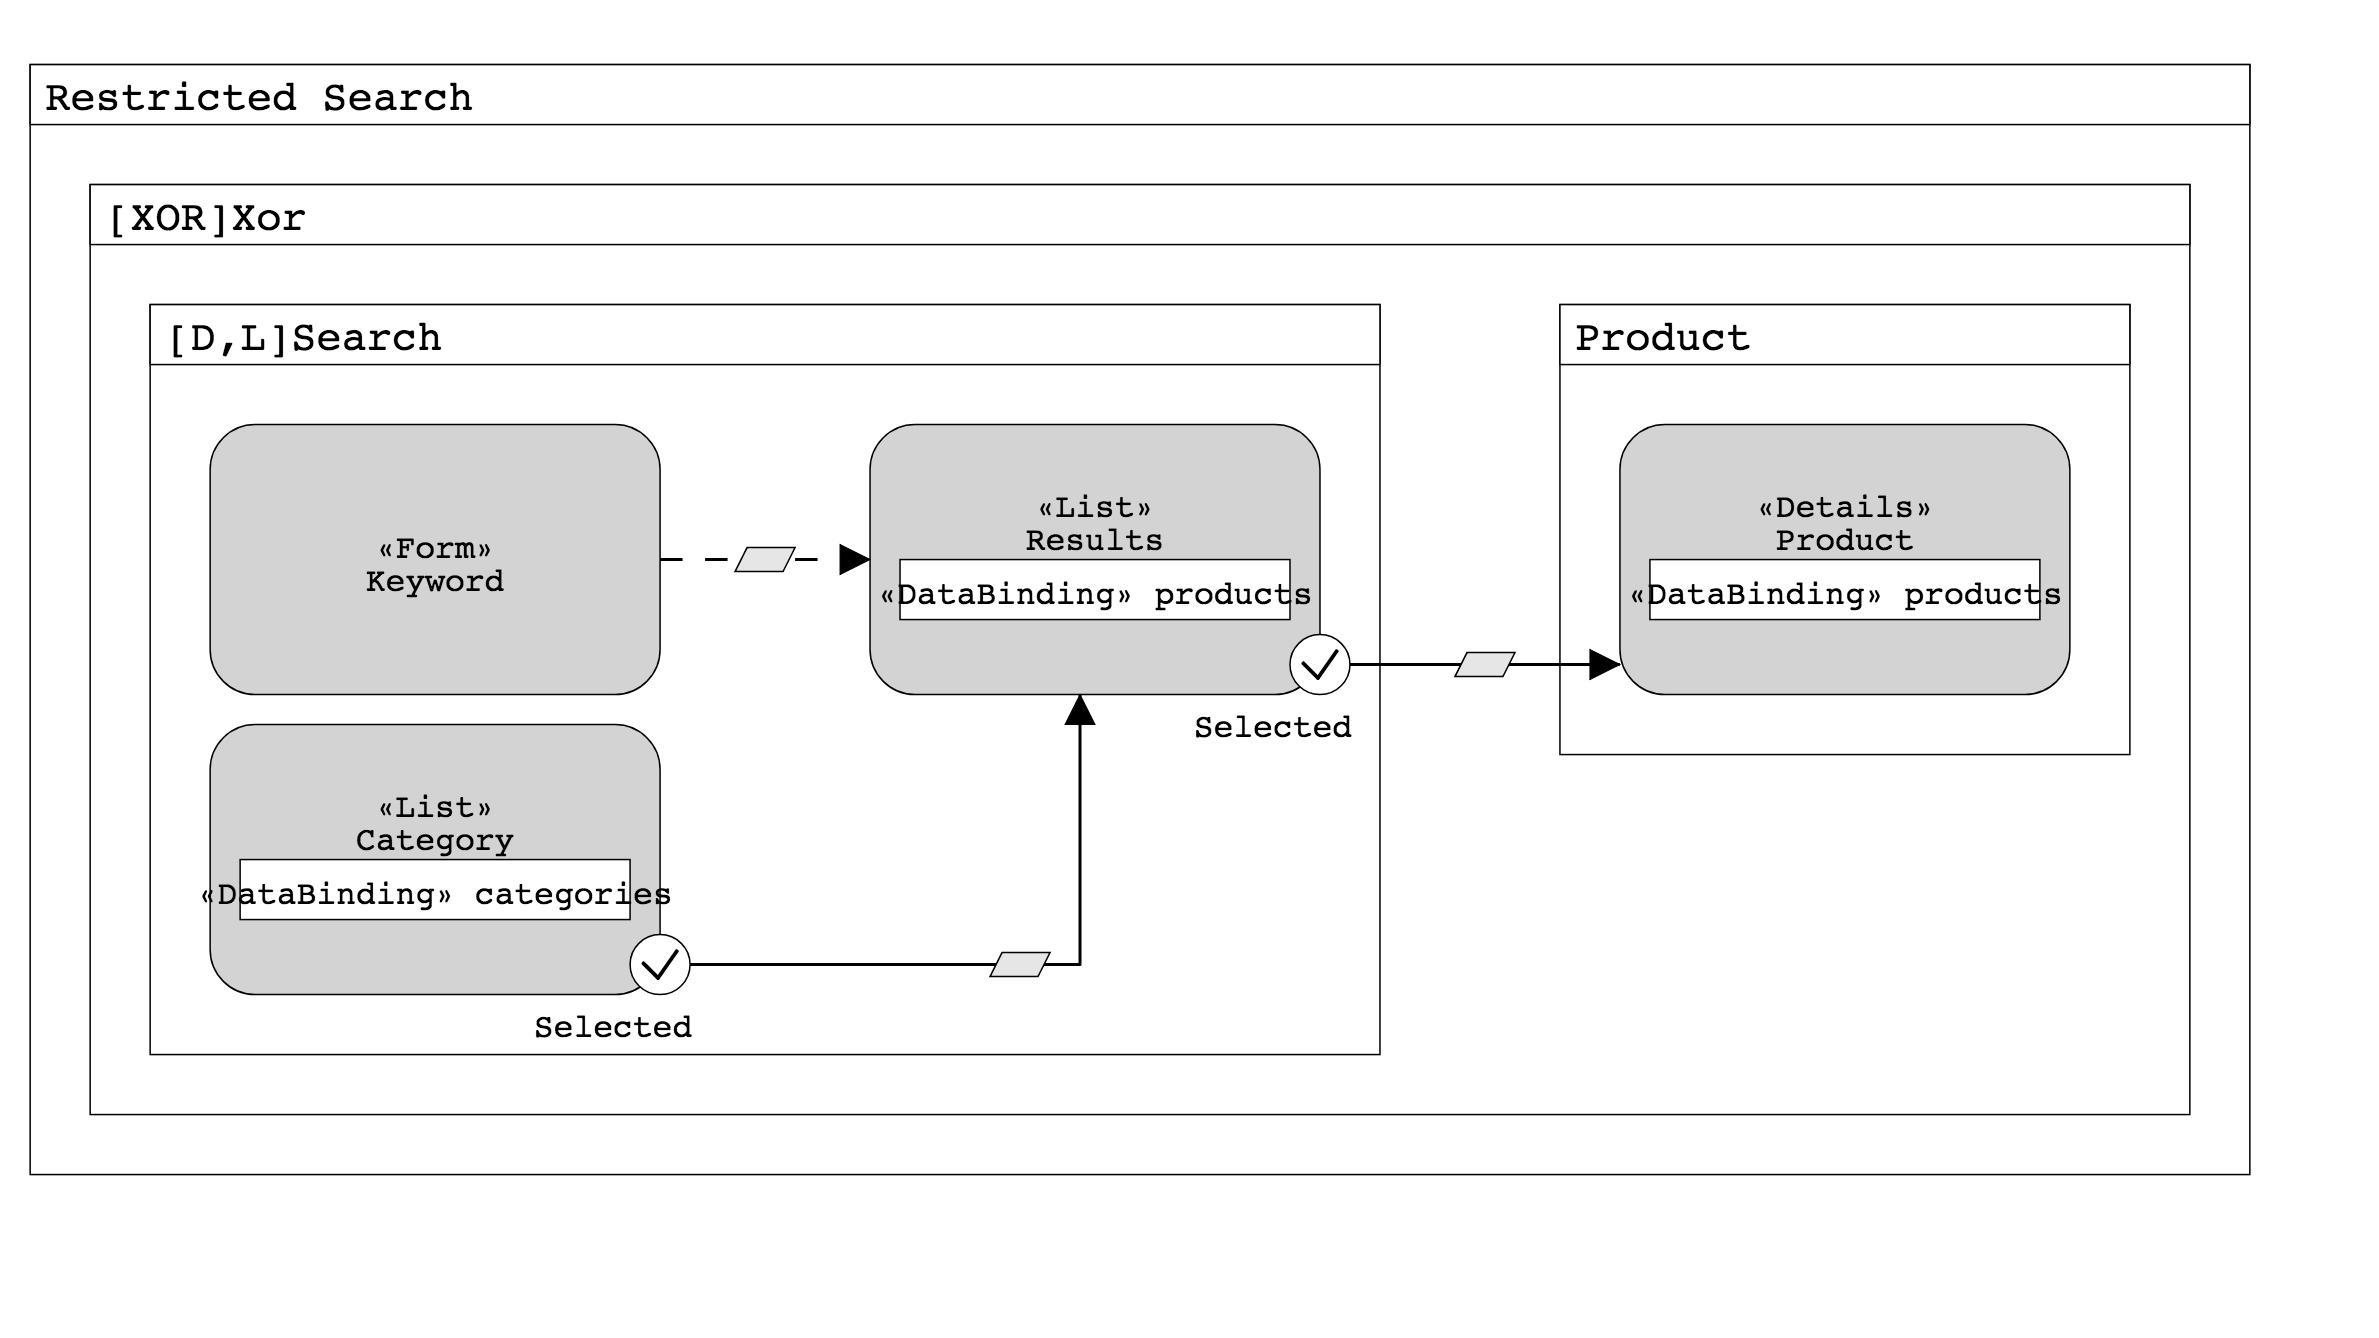 Restricted Search
[XOR]Xor
[D,L]Search
Product
«Form»
Keyword
«List»
Results
«DataBinding» products
Selected
«Details»
Product
«DataBinding» products
«List»
Category
«DataBinding» categories
Selected